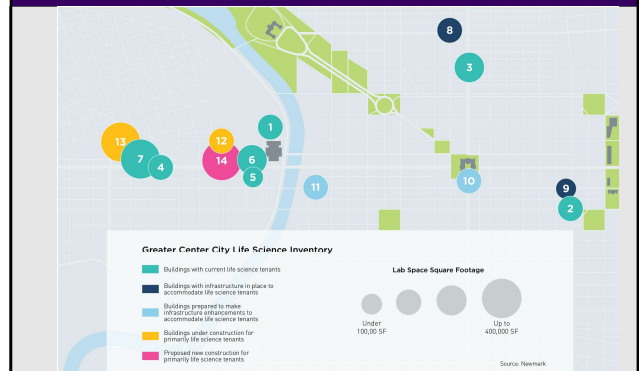 8
3
1
13
12
7
4
14
6
5
11
10
9
2
Greater Center City Life Science Inventory
Buildings with current life science tenants
Buildings with infrastructure in place to
accommodate life science tenants
Buildings prepared to make
infrastructure enhancements to
accommodate life science tenants
Buildings under construction for
primarily life science tenants
Proposed new construction for
primarily life science tenants
Lab Space Square Footage
Under
100,00 SF
Up to
400,000 SF
Source: Newmark